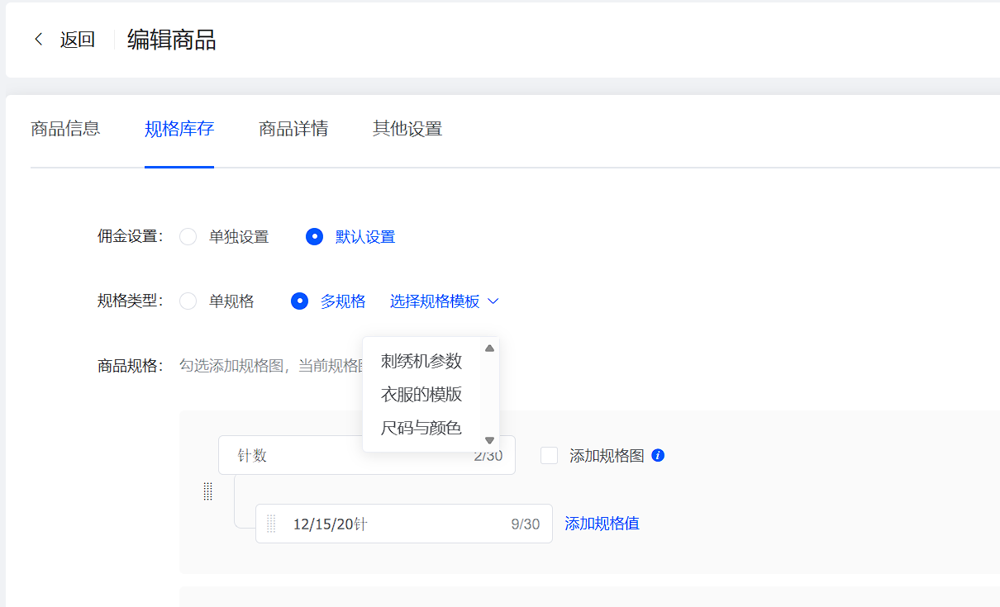 返回 编辑商品
商品信息 规格库存 商品详情 其他设置
佣金设置： 单独设置 默认设置
规格类型： 单规格 多规格 选择规格模板
商品规格： 勾选添加规格图，当前规格
刺绣机参数
衣服的模版
尺码与颜色
针数 2/30 添加规格图
12/15/20针 9/30 添加规格值